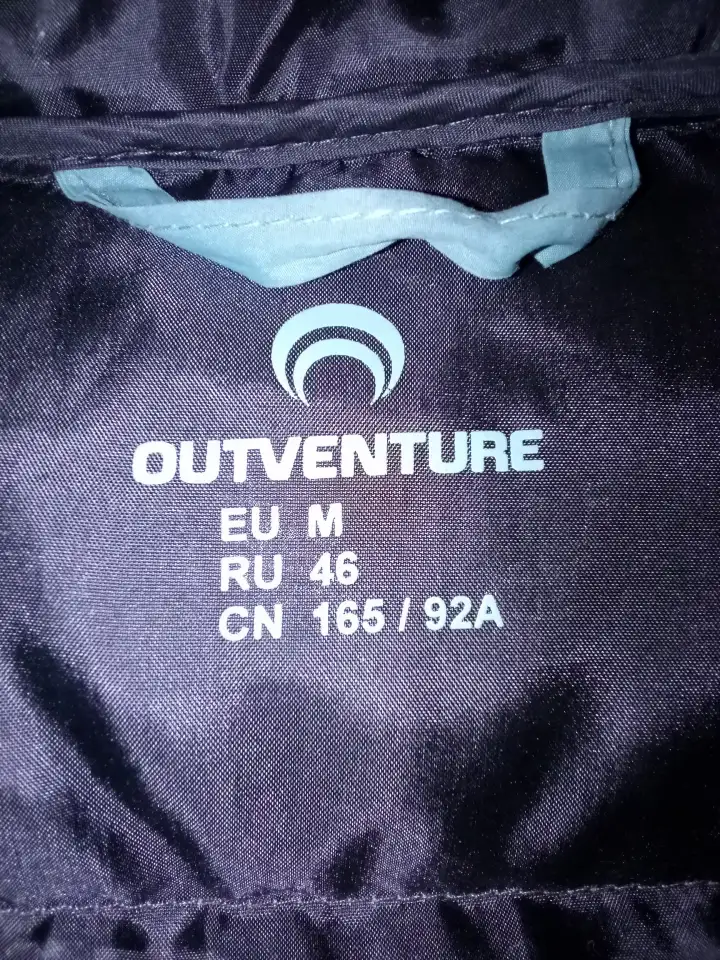 OUTVENTURE
EU M
RU 46
CN 165 / 92A